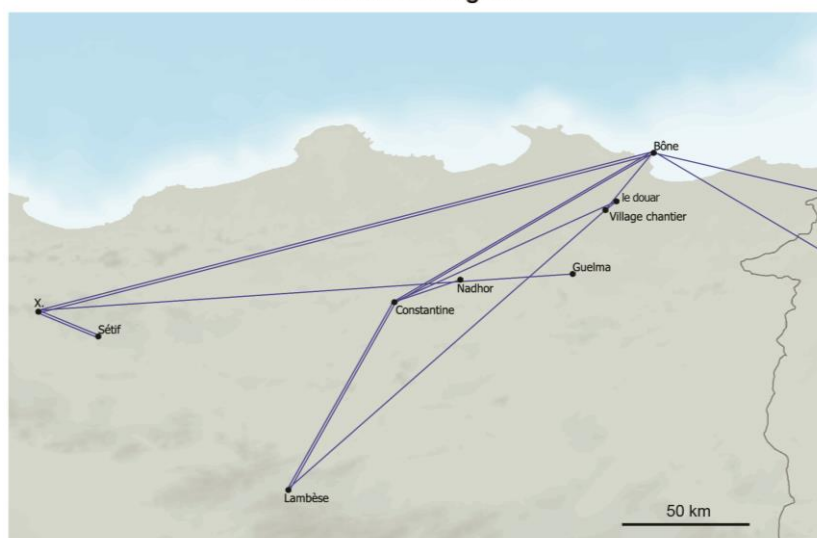 Bône
le douar
Village chantier
Guelma
Nadhor
X.
Constantine
Sétif
Lambèse
50 km